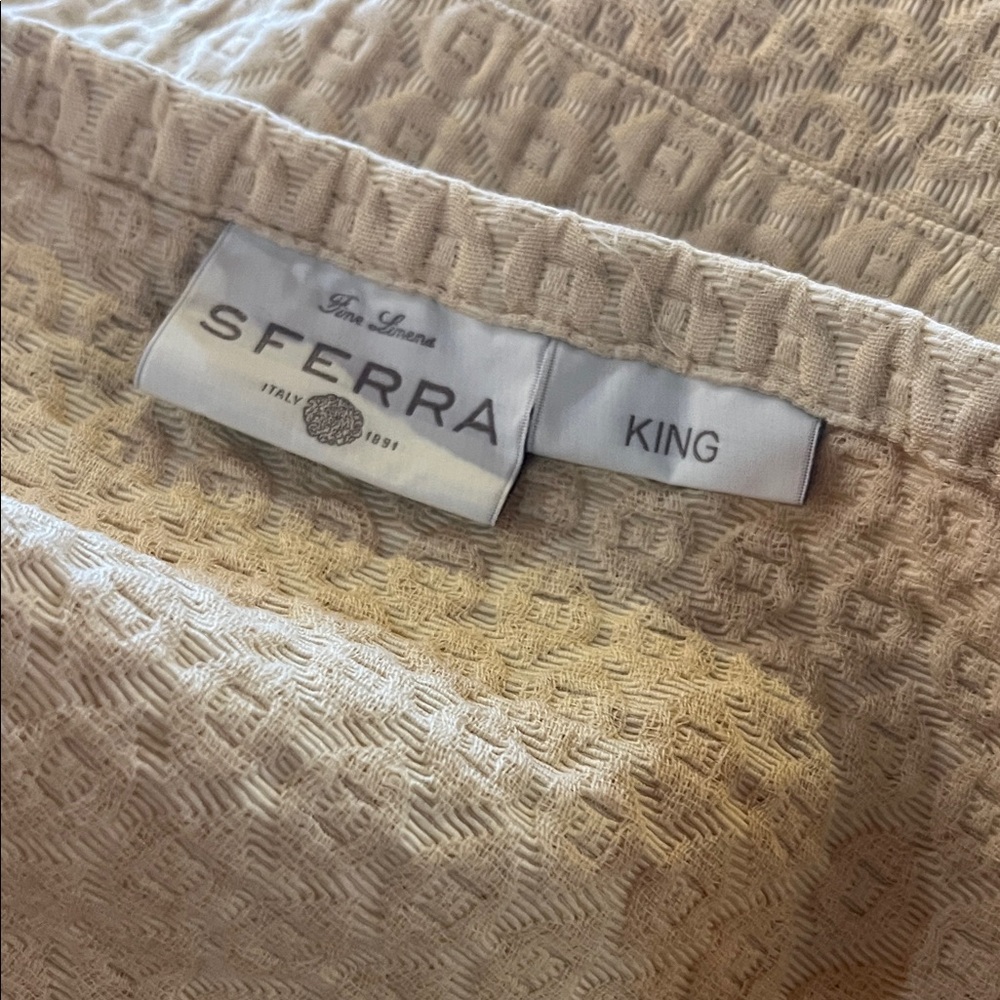 Fine Linens
SFERRA
ITALY 1891
KING